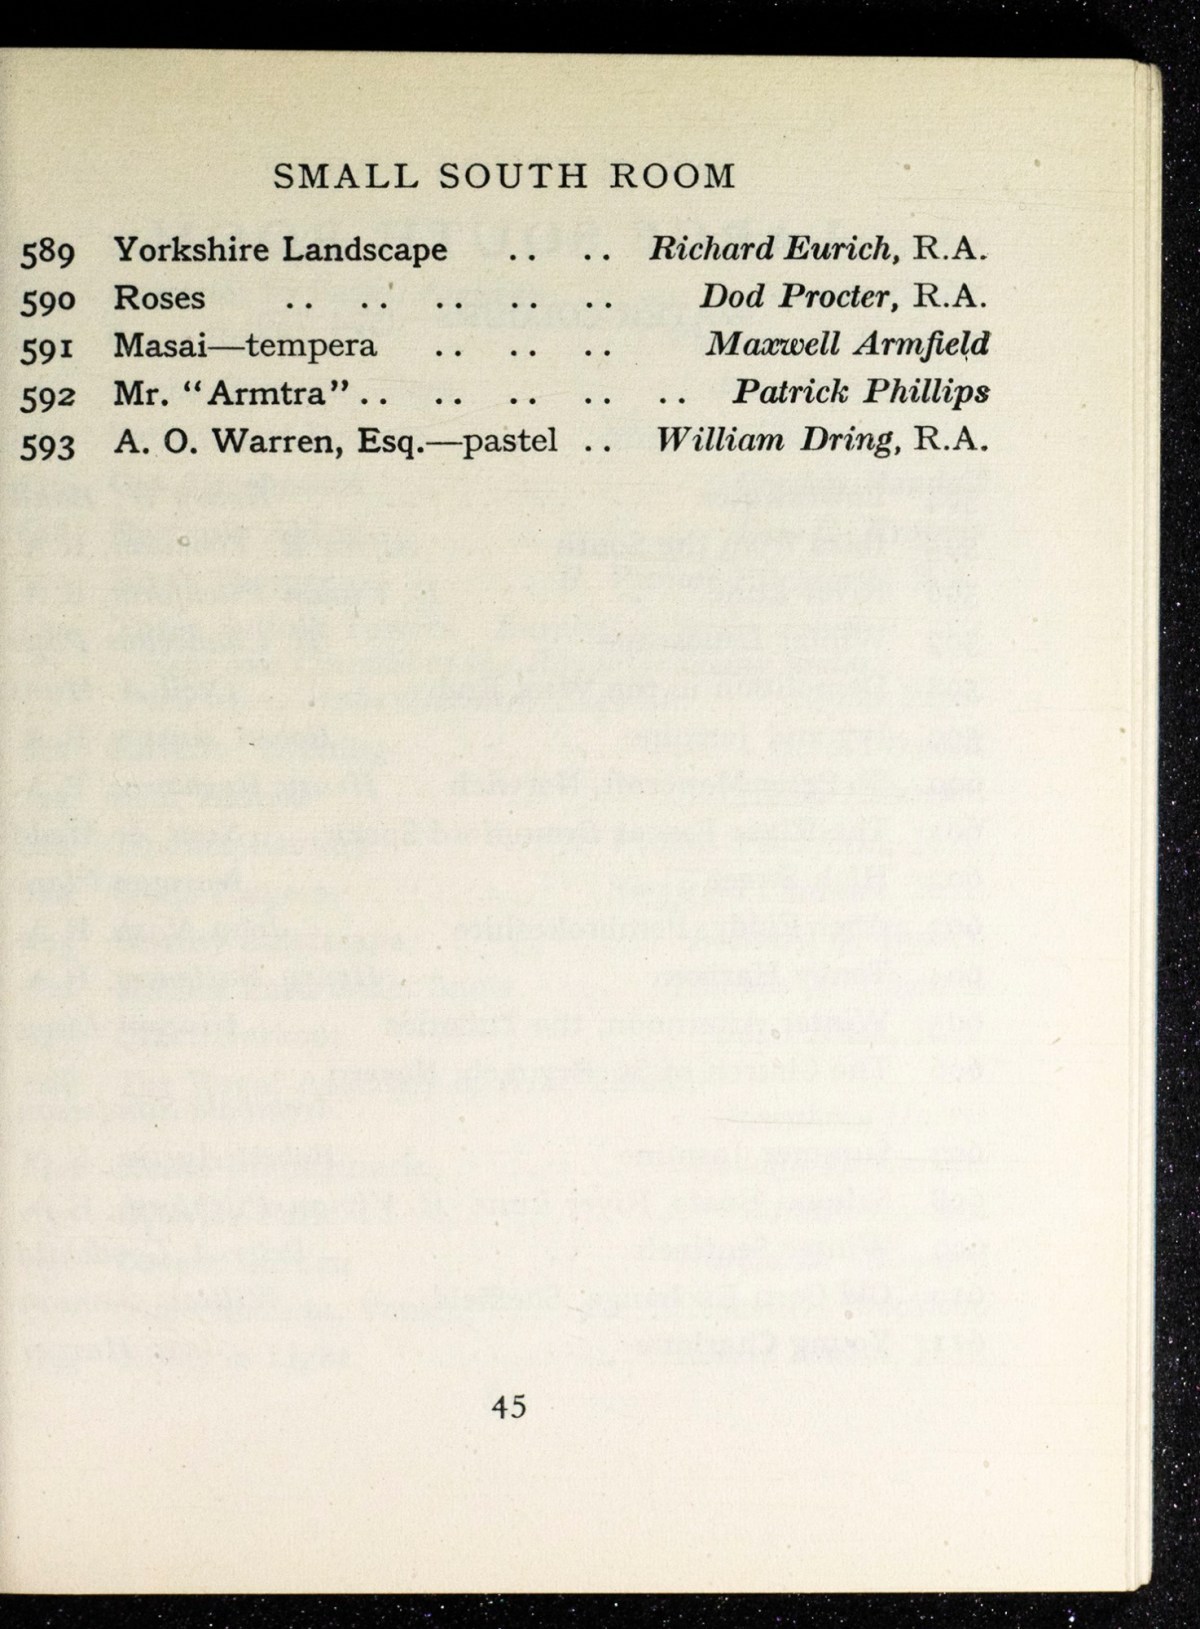 SMALL SOUTH ROOM
589 Yorkshire Landscape .. .. Richard Eurich, R.A.
590 Roses .. .. .. .. .. Dod Procter, R.A.
591 Masai—tempera .. .. .. Maxwell Armfield
592 Mr. “Armtra” .. .. .. .. .. Patrick Phillips
593 A. O. Warren, Esq.—pastel .. William Dring, R.A.
45